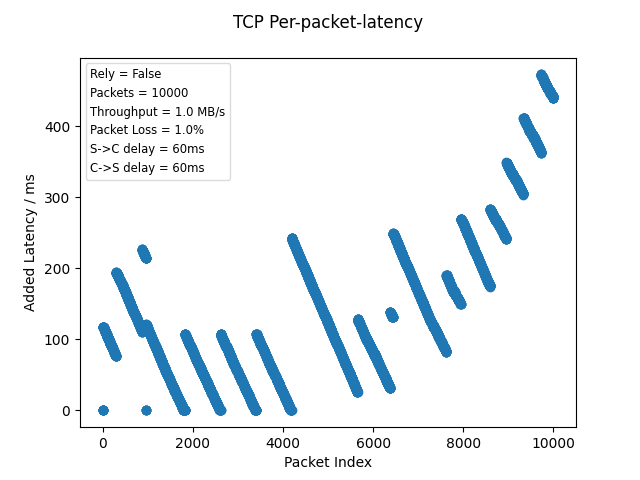 TCP Per-packet-latency
Rely = False
Packets = 10000
Throughput = 1.0 MB/s
Packet Loss = 1.0%
S->C delay = 60ms
C->S delay = 60ms
Added Latency / ms
400
300
200
100
0
0 2000 4000 6000 8000 10000
Packet Index